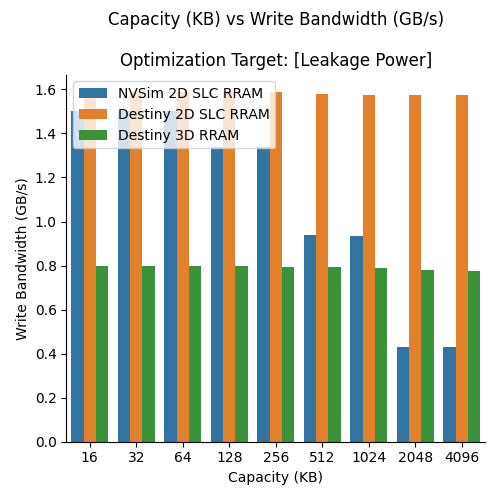 Capacity (KB) vs Write Bandwidth (GB/s)
Optimization Target: [Leakage Power]
NVSim 2D SLC RRAM
Destiny 2D SLC RRAM
Destiny 3D RRAM
Write Bandwidth (GB/s)
1.6
1.4
1.2
1.0
0.8
0.6
0.4
0.2
0.0
16 32 64 128 256 512 1024 2048 4096
Capacity (KB)